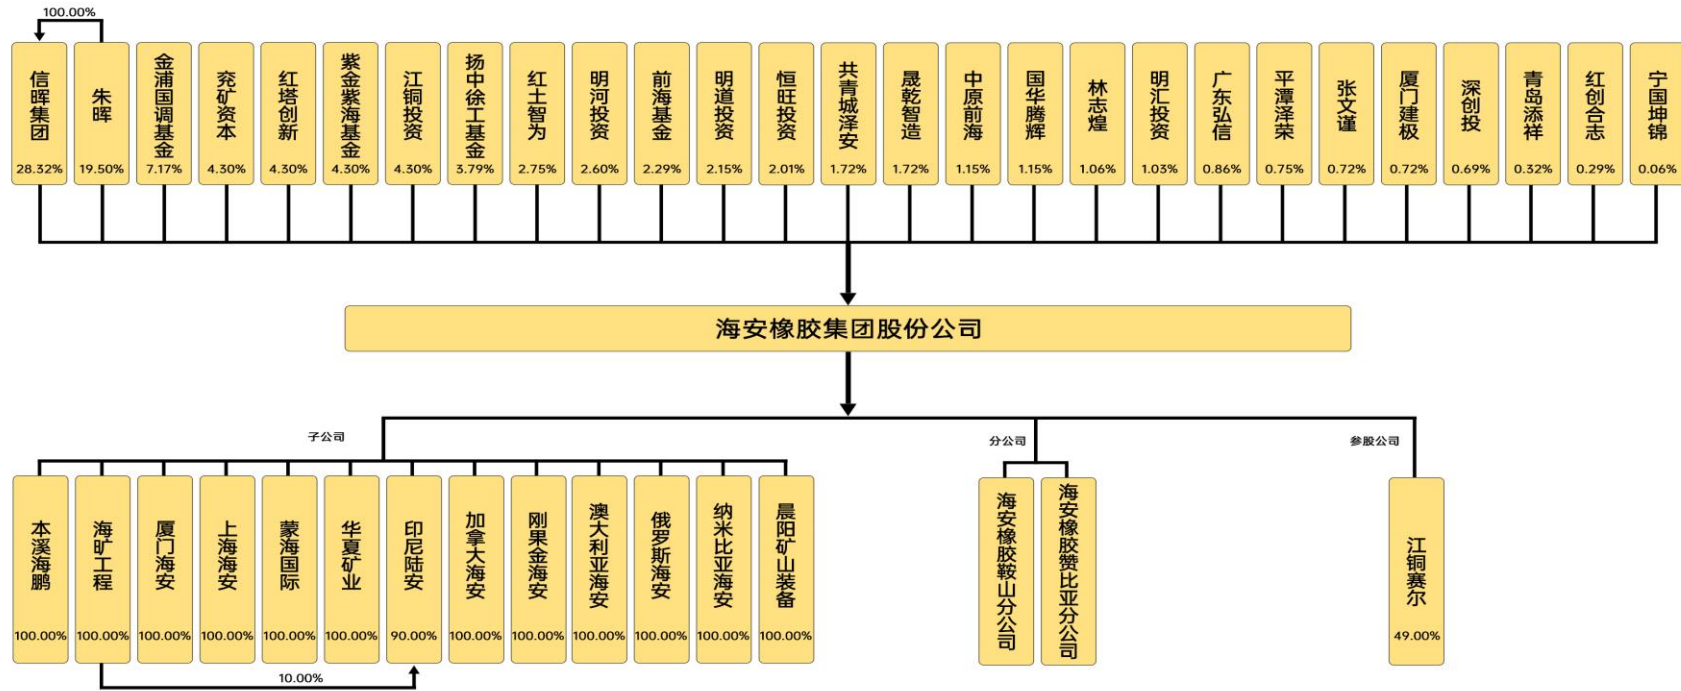 100.00%
信晖集团
28.32%
朱晖
19.50%
金浦国调基金
7.17%
兖矿资本
4.30%
红塔创新
4.30%
紫金紫海基金
4.30%
江铜投资
4.30%
扬中徐工基金
3.79%
红土智为
2.75%
明河投资
2.60%
前海基金
2.29%
明道投资
2.15%
恒旺投资
2.01%
共青城泽安
1.72%
晟乾智造
1.72%
中原前海
1.15%
国华腾辉
1.15%
林志煌
1.06%
明汇投资
1.03%
广东弘信
0.86%
平潭泽荣
0.75%
张文谨
0.72%
厦门建极
0.72%
深创投
0.69%
青岛添祥
0.32%
红创合志
0.29%
宁国坤锦
0.06%
海安橡胶集团股份公司
子公司
分公司
参股公司
本溪海鹏
100.00%
海矿工程
100.00%
厦门海安
100.00%
上海海安
100.00%
蒙海国际
100.00%
华夏矿业
100.00%
印尼陆安
90.00%
加拿大海安
100.00%
刚果金海安
100.00%
澳大利亚海安
100.00%
俄罗斯海安
100.00%
纳米比亚海安
100.00%
晨阳矿山装备
100.00%
海安橡胶鞍山分公司
海安橡胶赞比亚分公司
江铜赛尔
49.00%
10.00%